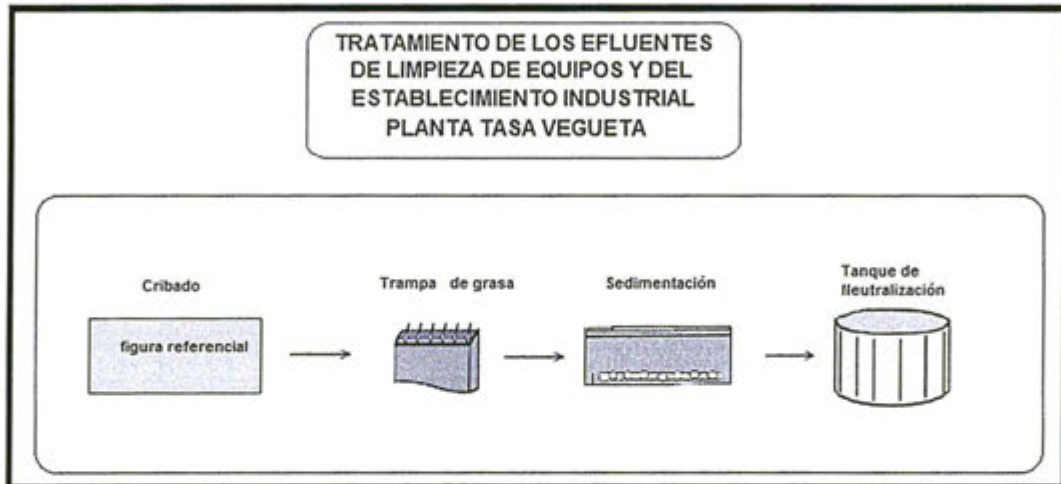 TRATAMIENTO DE LOS EFLUENTES
DE LIMPIEZA DE EQUIPOS Y DEL
ESTABLECIMIENTO INDUSTRIAL
PLANTA TASA VEGUETA
Cribado
Trampa de grasa
Sedimentación
Tanque de
Neutralización
figura referencial